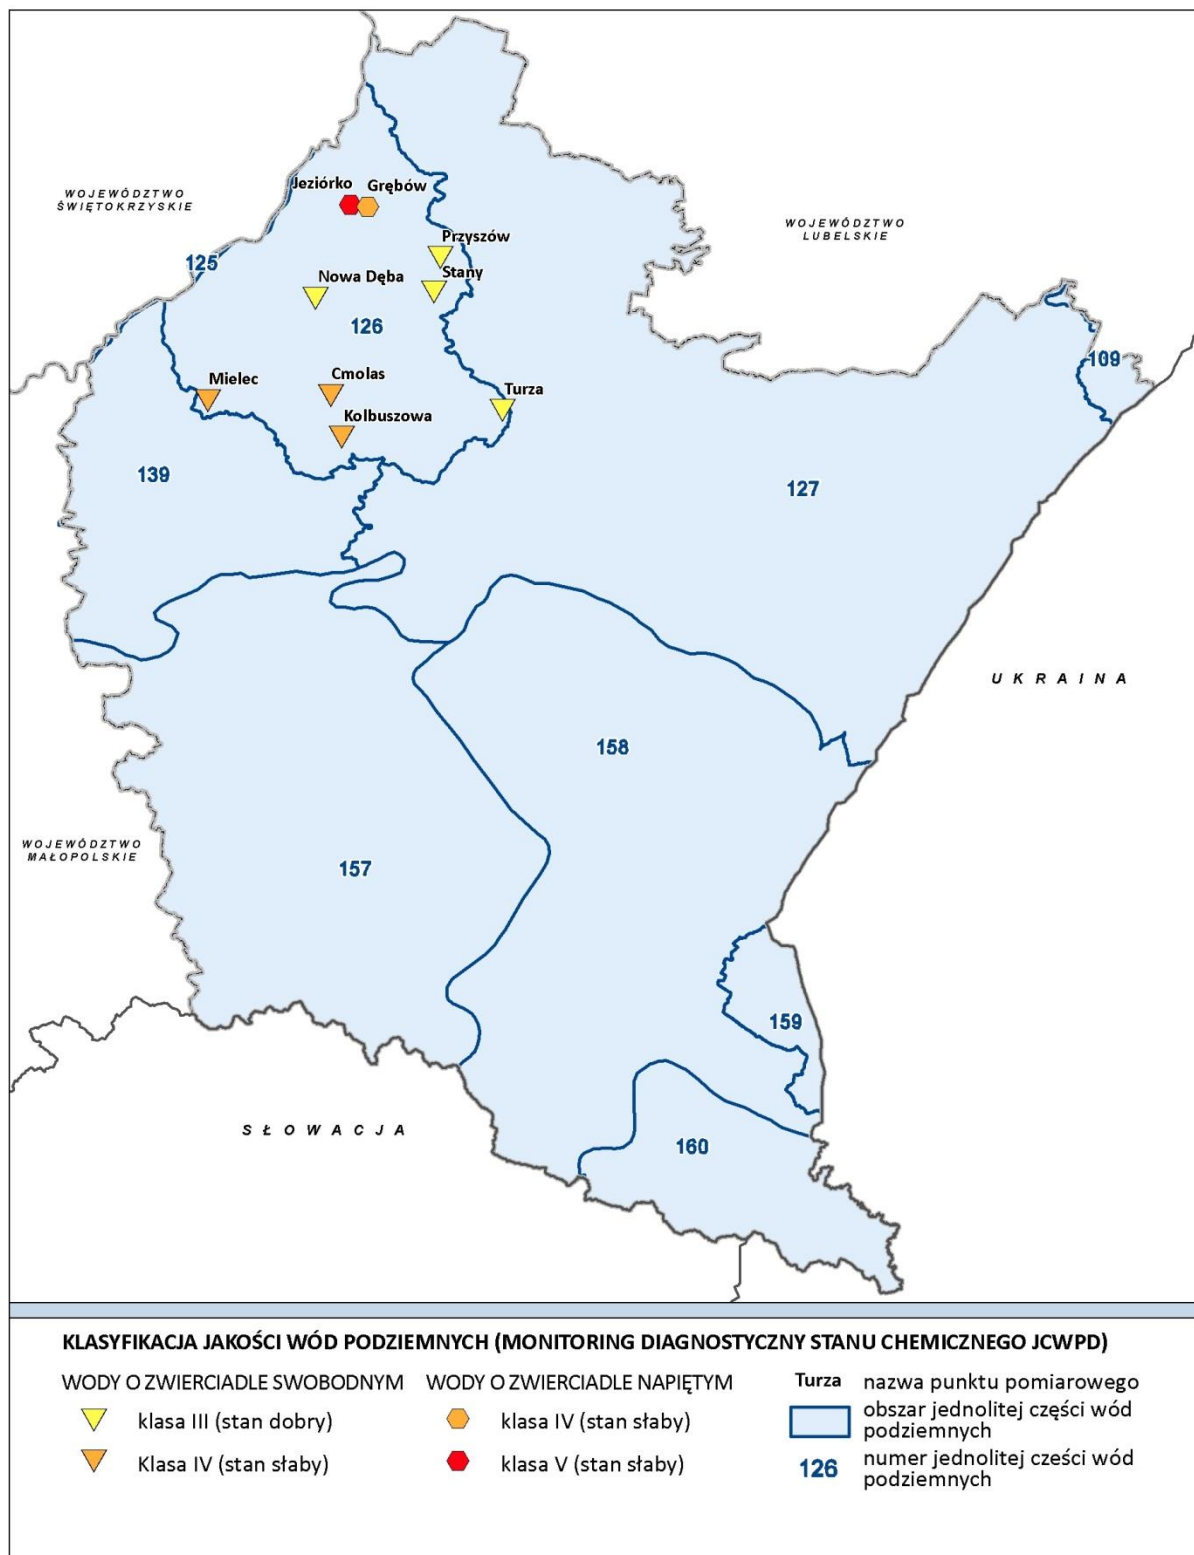 WOJEWÓDZTWO
ŚWIĘTOKRZYSKIE
Jeziórko
Grębów
WOJEWÓDZTWO
LUBELSKIE
Przyszów
125
Stany
Nowa Dęba
126
109
Mielec
Cmolas
Turza
Kolbuszowa
139
127
UKRAINA
158
WOJEWÓDZTWO
MAŁOPOLSKIE
157
159
SŁOWACJA
160
KLASYFIKACJA JAKOŚCI WÓD PODZIEMNYCH (MONITORING DIAGNOSTYCZNY STANU CHEMICZNEGO JCWPD)
WODY O ZWIERCIADLE SWOBODNYM
klasa III (stan dobry)
Klasa IV (stan słaby)
WODY O ZWIERCIADLE NAPIĘTYM
klasa IV (stan słaby)
klasa V (stan słaby)
Turza nazwa punktu pomiarowego
obszar jednolitej części wód
podziemnych
126 numer jednolitej cześci wód
podziemnych